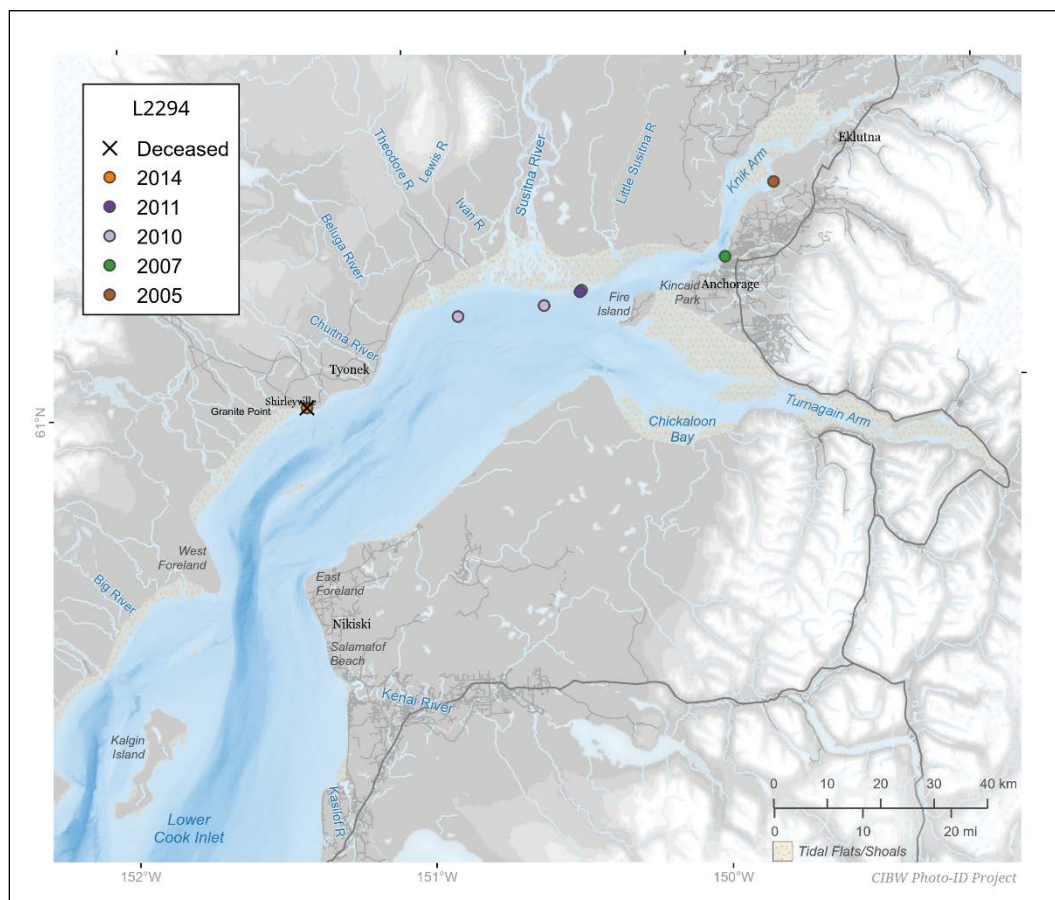 L2294
Deceased
2014
2011
2010
2007
2005
Theodore R
Lewis R
Ivan R
Susitna River
Little Susitna R
Knik Arm
Eklutna
Beluga River
Chuitna River
Tyonek
Shirleyville
Granite Point
Fire
Island
Kincaid
Park
Anchorage
Chickaloon
Bay
Turnagain Arm
61°N
West
Foreland
East
Foreland
Big River
Nikiski
Salamatof
Beach
Kenai River
Kalgin
Island
Kasilof R
Lower
Cook Inlet
0 10 20 30 40 km
0 10 20 mi
Tidal Flats/Shoals
152°W
151°W
150°W
CIBW Photo-ID Project